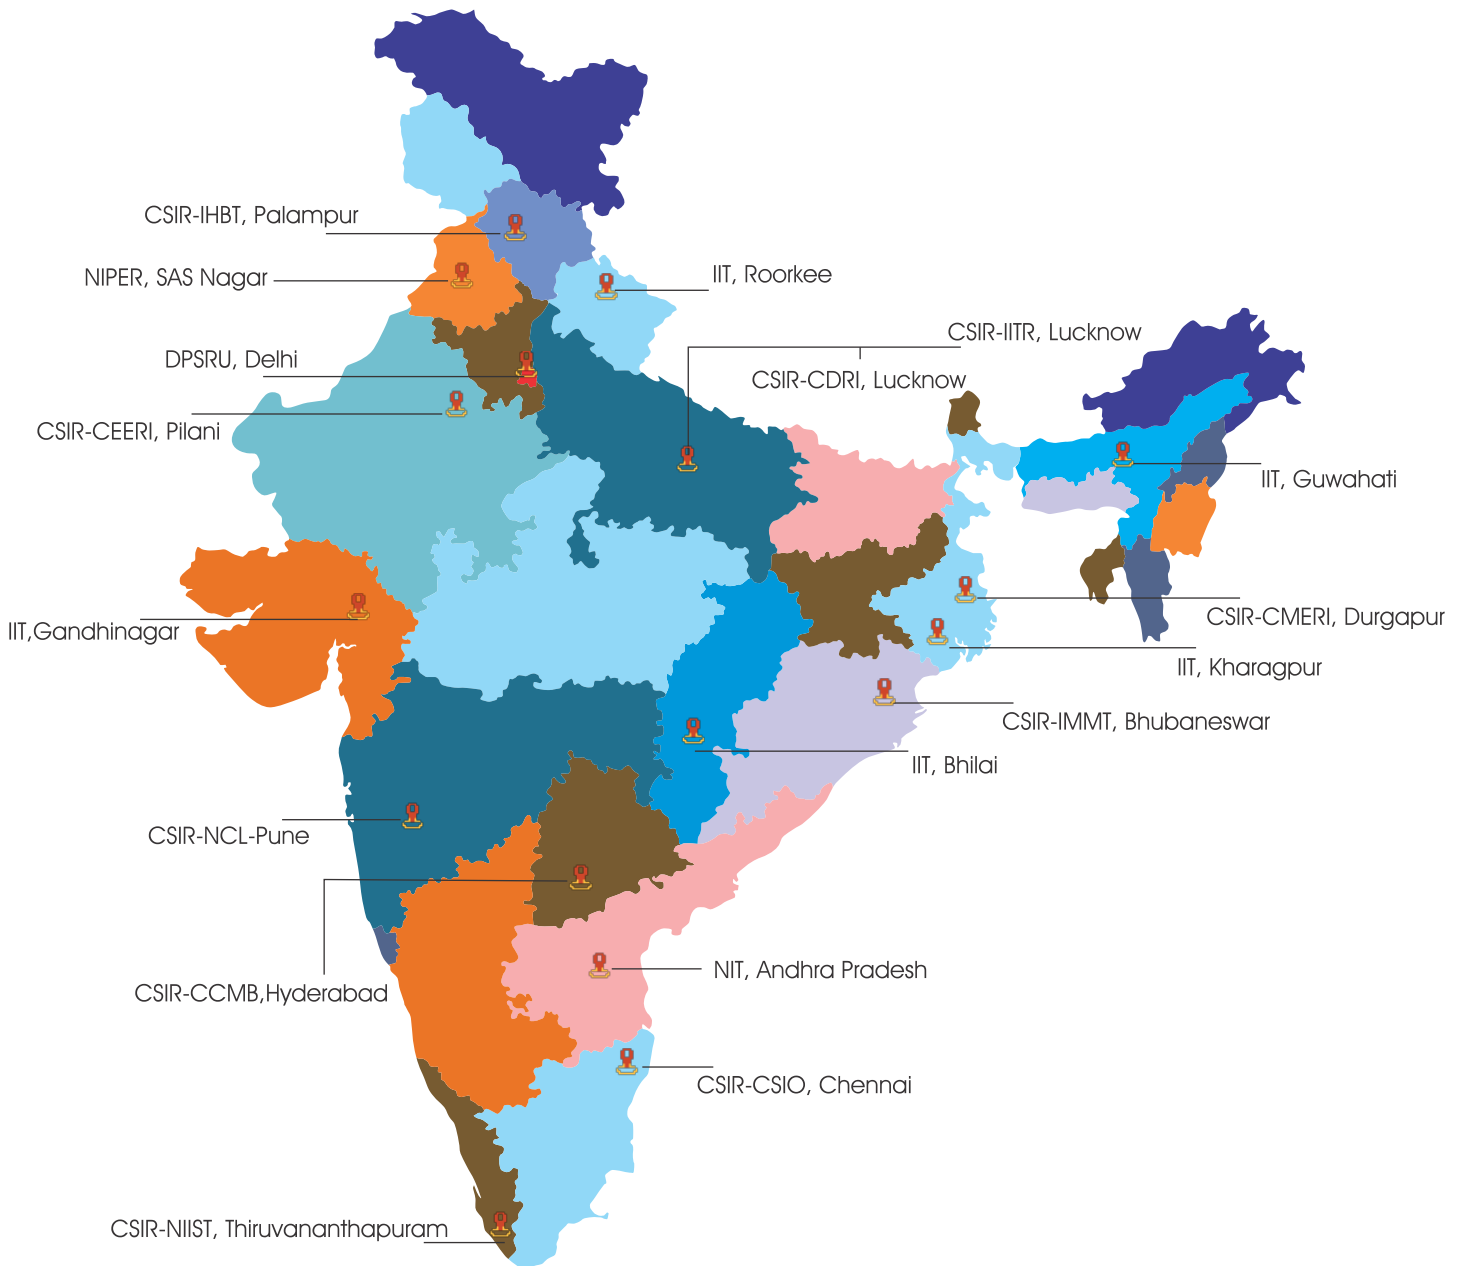 CSIR-IHBT, Palampur
NIPER, SAS Nagar
IIT, Roorkee
CSIR-IITR, Lucknow
DPSRU, Delhi
CSIR-CDRI, Lucknow
CSIR-CEERI, Pilani
IIT, Guwahati
CSIR-CMERI, Durgapur
IIT,Gandhinagar
IIT, Kharagpur
CSIR-IMMT, Bhubaneswar
IIT, Bhilai
CSIR-NCL-Pune
NIT, Andhra Pradesh
CSIR-CCMB,Hyderabad
CSIR-CSIO, Chennai
CSIR-NIIST, Thiruvananthapuram